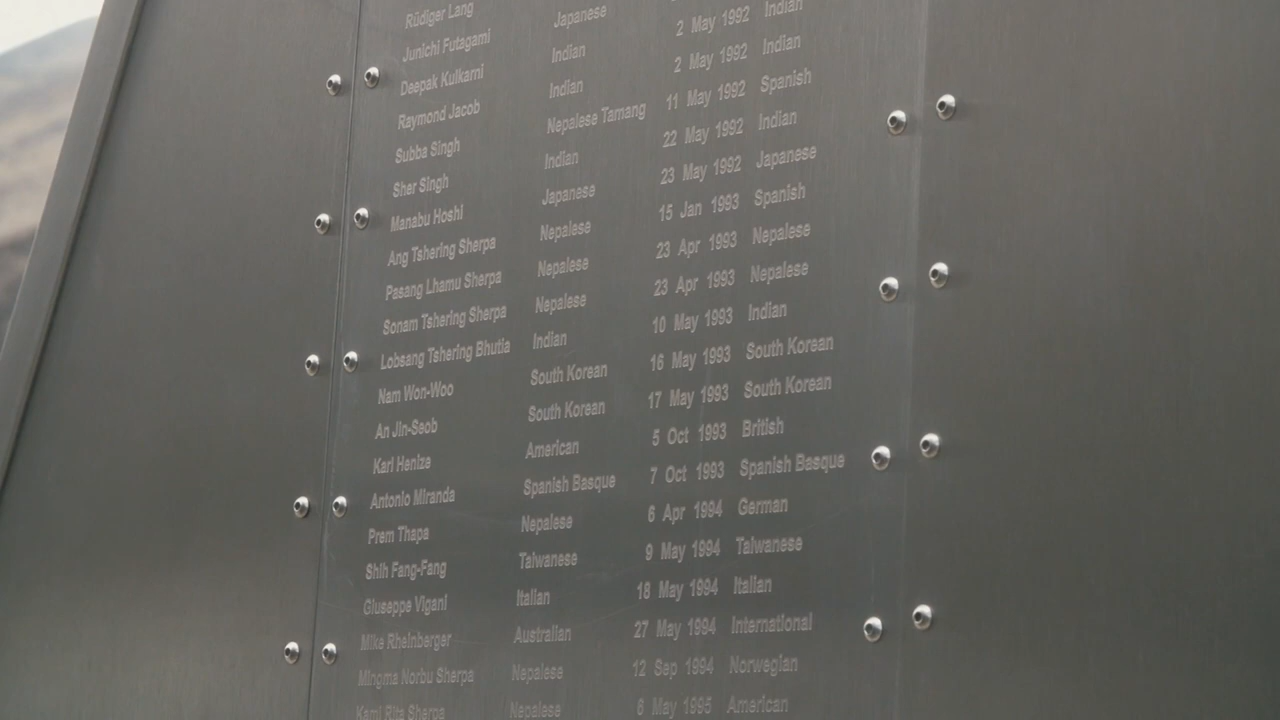 Rüdiger Lang
Junichi Futagami Japanese
Deepak Kulkarni Indian 2 May 1992 Indian
Raymond Jacob Indian 2 May 1992 Indian
Subba Singh Nepalese Tamang 11 May 1992 Spanish
Sher Singh Indian 22 May 1992 Indian
Manabu Hoshi Japanese 23 May 1992 Japanese
Ang Tshering Sherpa Nepalese 15 Jan 1993 Spanish
Pasang Lhamu Sherpa Nepalese 23 Apr 1993 Nepalese
Sonam Tshering Sherpa Nepalese 23 Apr 1993 Nepalese
Lobsang Tshering Bhutia Indian 10 May 1993 Indian
Nam Won-Woo South Korean 16 May 1993 South Korean
An Jin-Seob South Korean 17 May 1993 South Korean
Karl Henize American 5 Oct 1993 British
Antonio Miranda Spanish Basque 7 Oct 1993 Spanish Basque
Prem Thapa Nepalese 6 Apr 1994 German
Shih Fang-Fang Taiwanese 9 May 1994 Taiwanese
Giuseppe Vigani Italian 18 May 1994 Italian
Mike Rheinberger Australian 27 May 1994 International
Mingma Norbu Sherpa Nepalese 12 Sep 1994 Norwegian
Kami Rita Sherpa Nepalese 6 May 1995 American